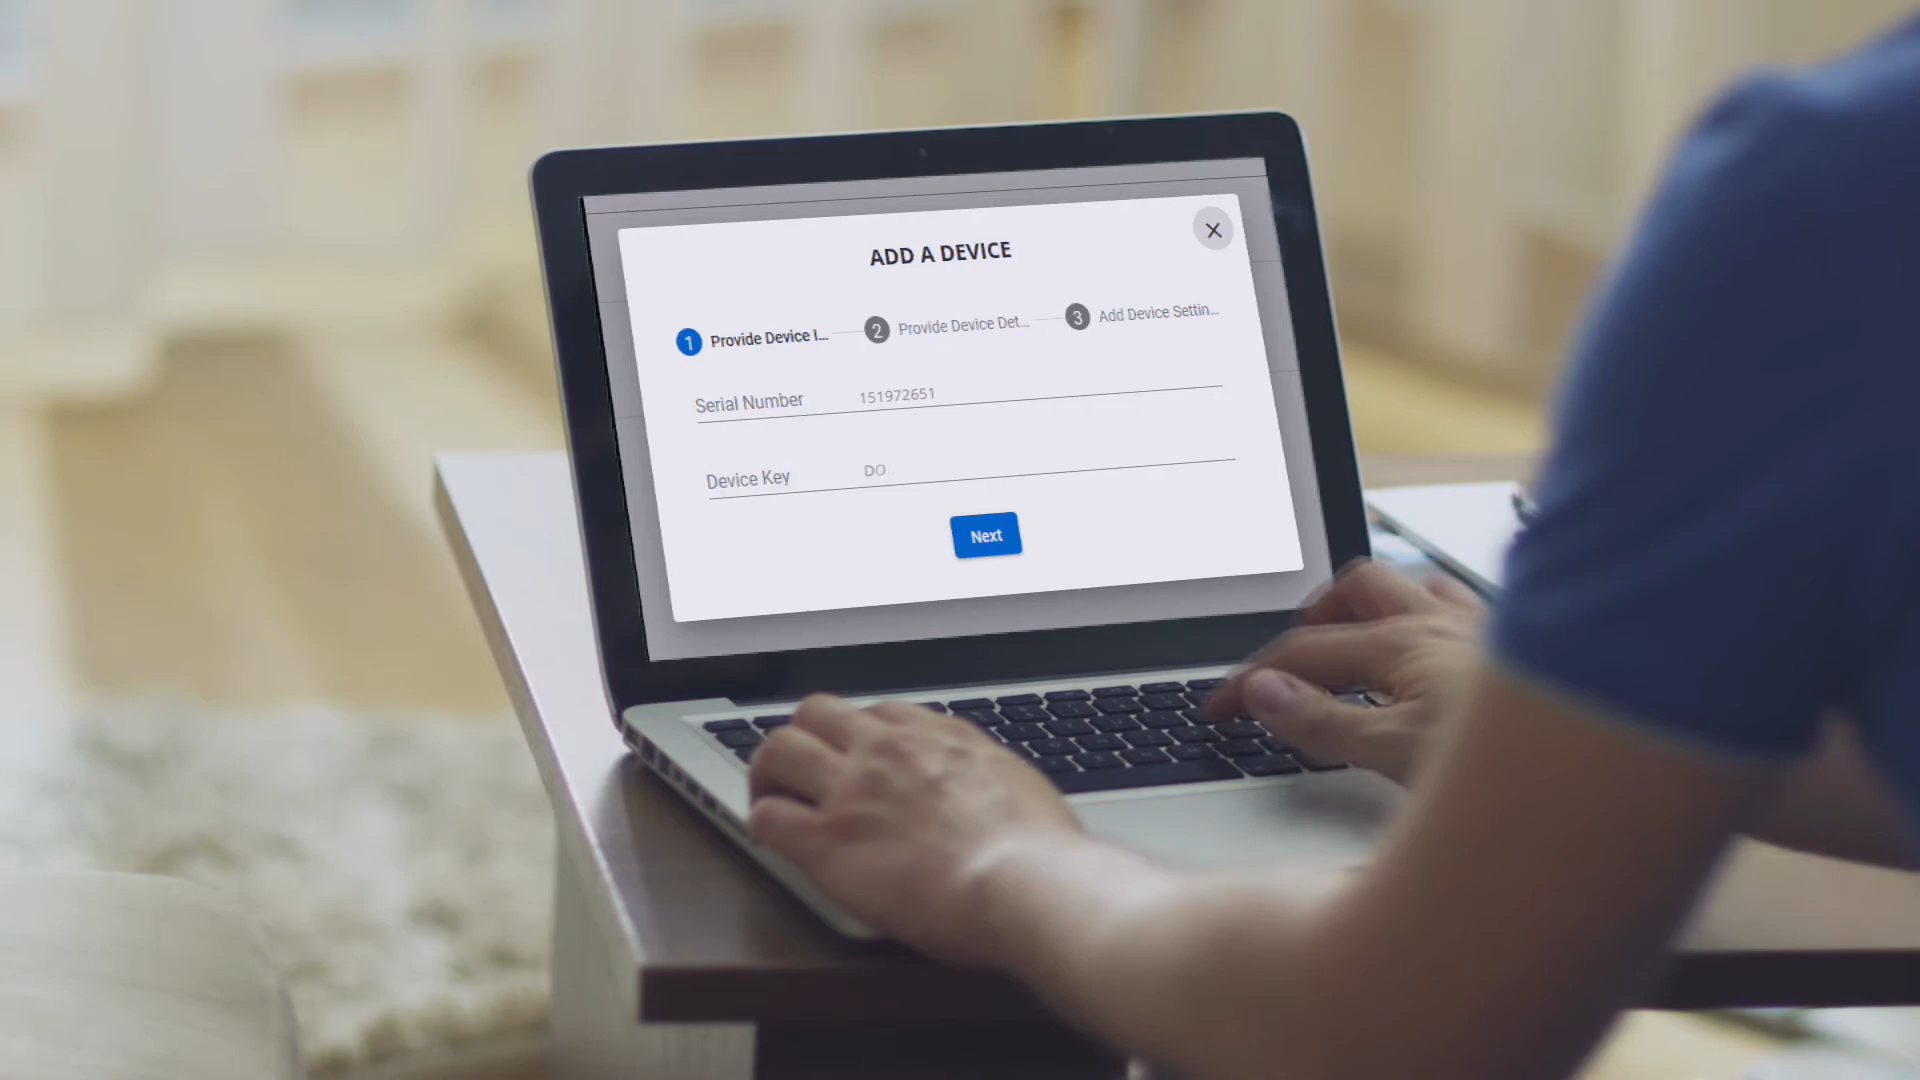 ADD A DEVICE
1 Provide Device I... 2 Provide Device Det... 3 Add Device Settin...
Serial Number 151972651
Device Key DO
Next